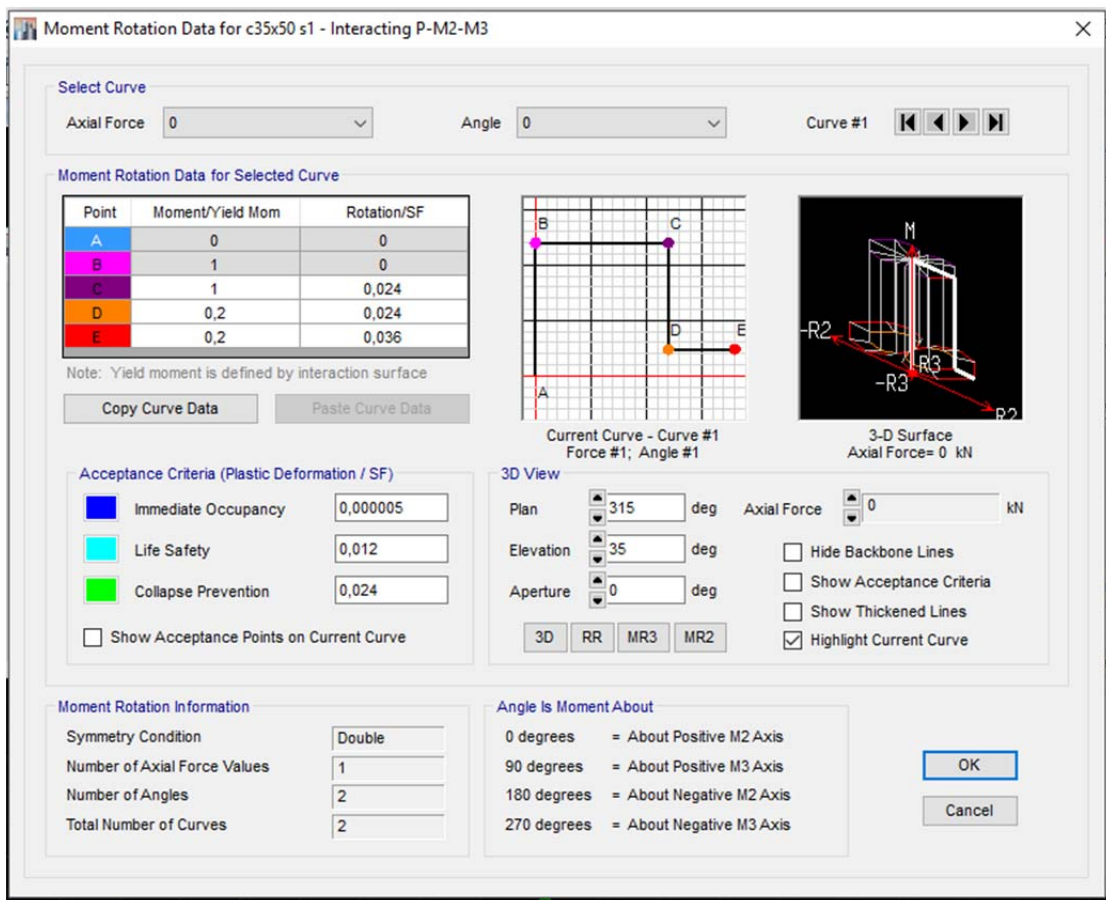 Moment Rotation Data for c35x50 s1 - Interacting P-M2-M3
Select Curve
Axial Force 0 Angle 0 Curve #1
Moment Rotation Data for Selected Curve
Point Moment/Yield Mom Rotation/SF
A 0 0
B 1 0
C 1 0,024
D 0,2 0,024
E 0,2 0,036
Note: Yield moment is defined by interaction surface
Copy Curve Data Paste Curve Data
B C
D E
A
Current Curve - Curve #1
Force #1; Angle #1
M
-R2
R3
-R3
R2
3-D Surface
Axial Force= 0 kN
Acceptance Criteria (Plastic Deformation / SF)
Immediate Occupancy 0,000005
Life Safety 0,012
Collapse Prevention 0,024
Show Acceptance Points on Current Curve
3D View
Plan 315 deg Axial Force 0 kN
Elevation 35 deg Hide Backbone Lines
Aperture 0 deg Show Acceptance Criteria
Show Thickened Lines
3D RR MR3 MR2 Highlight Current Curve
Moment Rotation Information
Symmetry Condition Double
Number of Axial Force Values 1
Number of Angles 2
Total Number of Curves 2
Angle Is Moment About
0 degrees = About Positive M2 Axis
90 degrees = About Positive M3 Axis
180 degrees = About Negative M2 Axis
270 degrees = About Negative M3 Axis
OK
Cancel